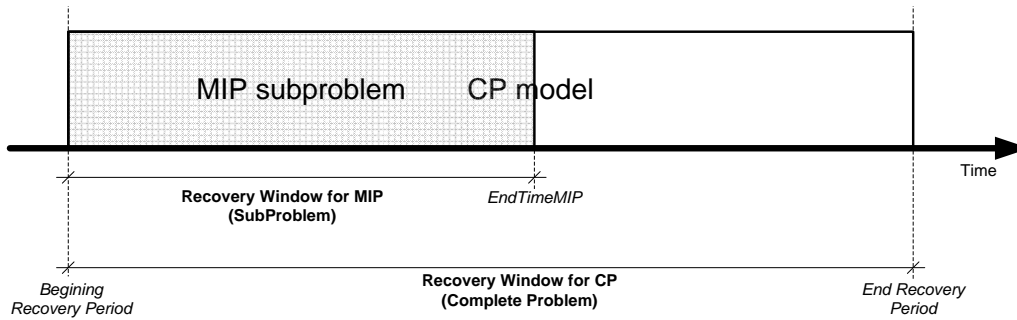 MIP subproblem CP model
Time
Recovery Window for MIP
(SubProblem)
EndTimeMIP
Recovery Window for CP
(Complete Problem)
Begining
Recovery Period
End Recovery
Period